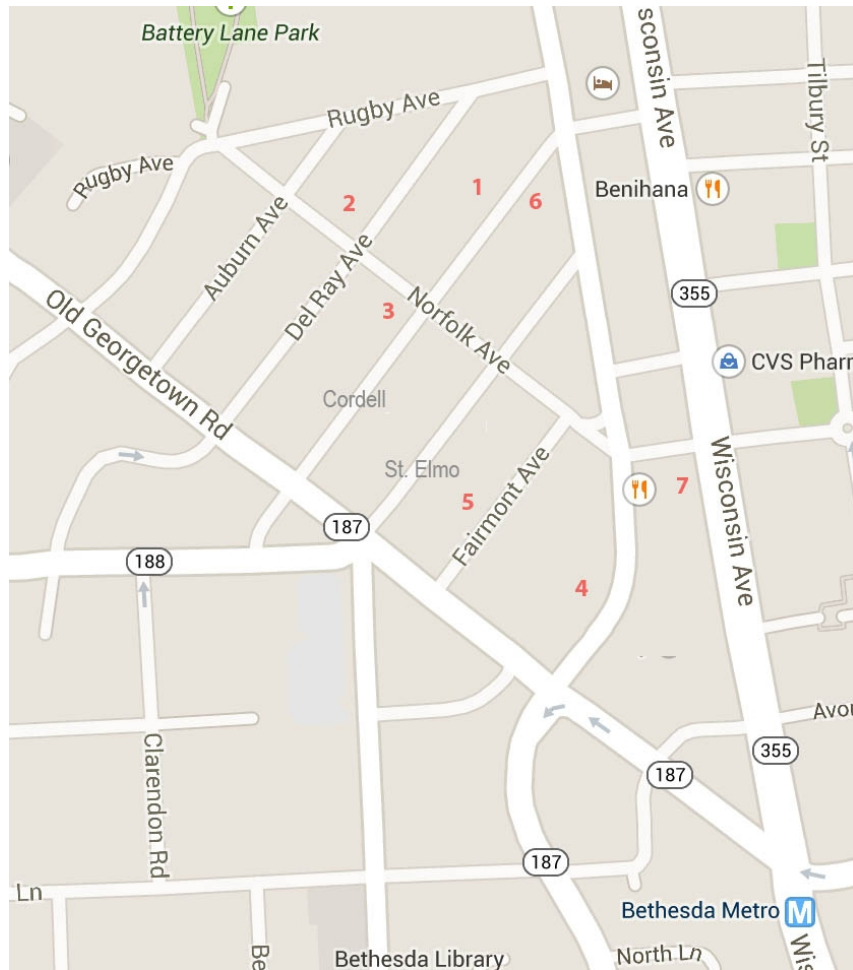 Battery Lane Park
sconsin Ave
Tilbury St
Rugby Ave
Rugby Ave
1
2
6
Benihana
Auburn Ave
Del Ray Ave
3
Norfolk Ave
355
Old Georgetown Rd
CVS Pharm
Cordell
St. Elmo
5
7
Wisconsin Ave
187
Fairmont Ave
188
4
Avou
355
187
Clarendon Rd
187
Ln
Bethesda Metro
M
Be
Bethesda Library
North Ln
Wis